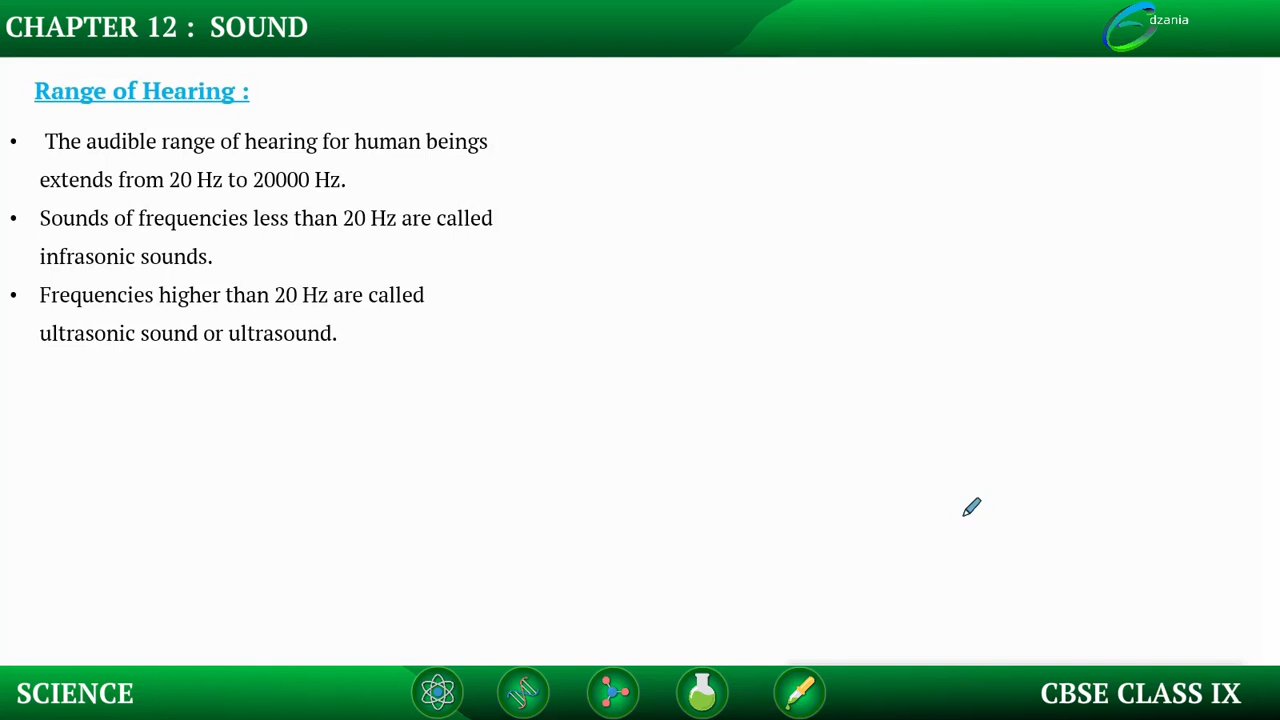 CHAPTER 12 : SOUND
dzania
Range of Hearing :
• The audible range of hearing for human beings
extends from 20 Hz to 20000 Hz.
• Sounds of frequencies less than 20 Hz are called
infrasonic sounds.
• Frequencies higher than 20 Hz are called
ultrasonic sound or ultrasound.
SCIENCE
CBSE CLASS IX